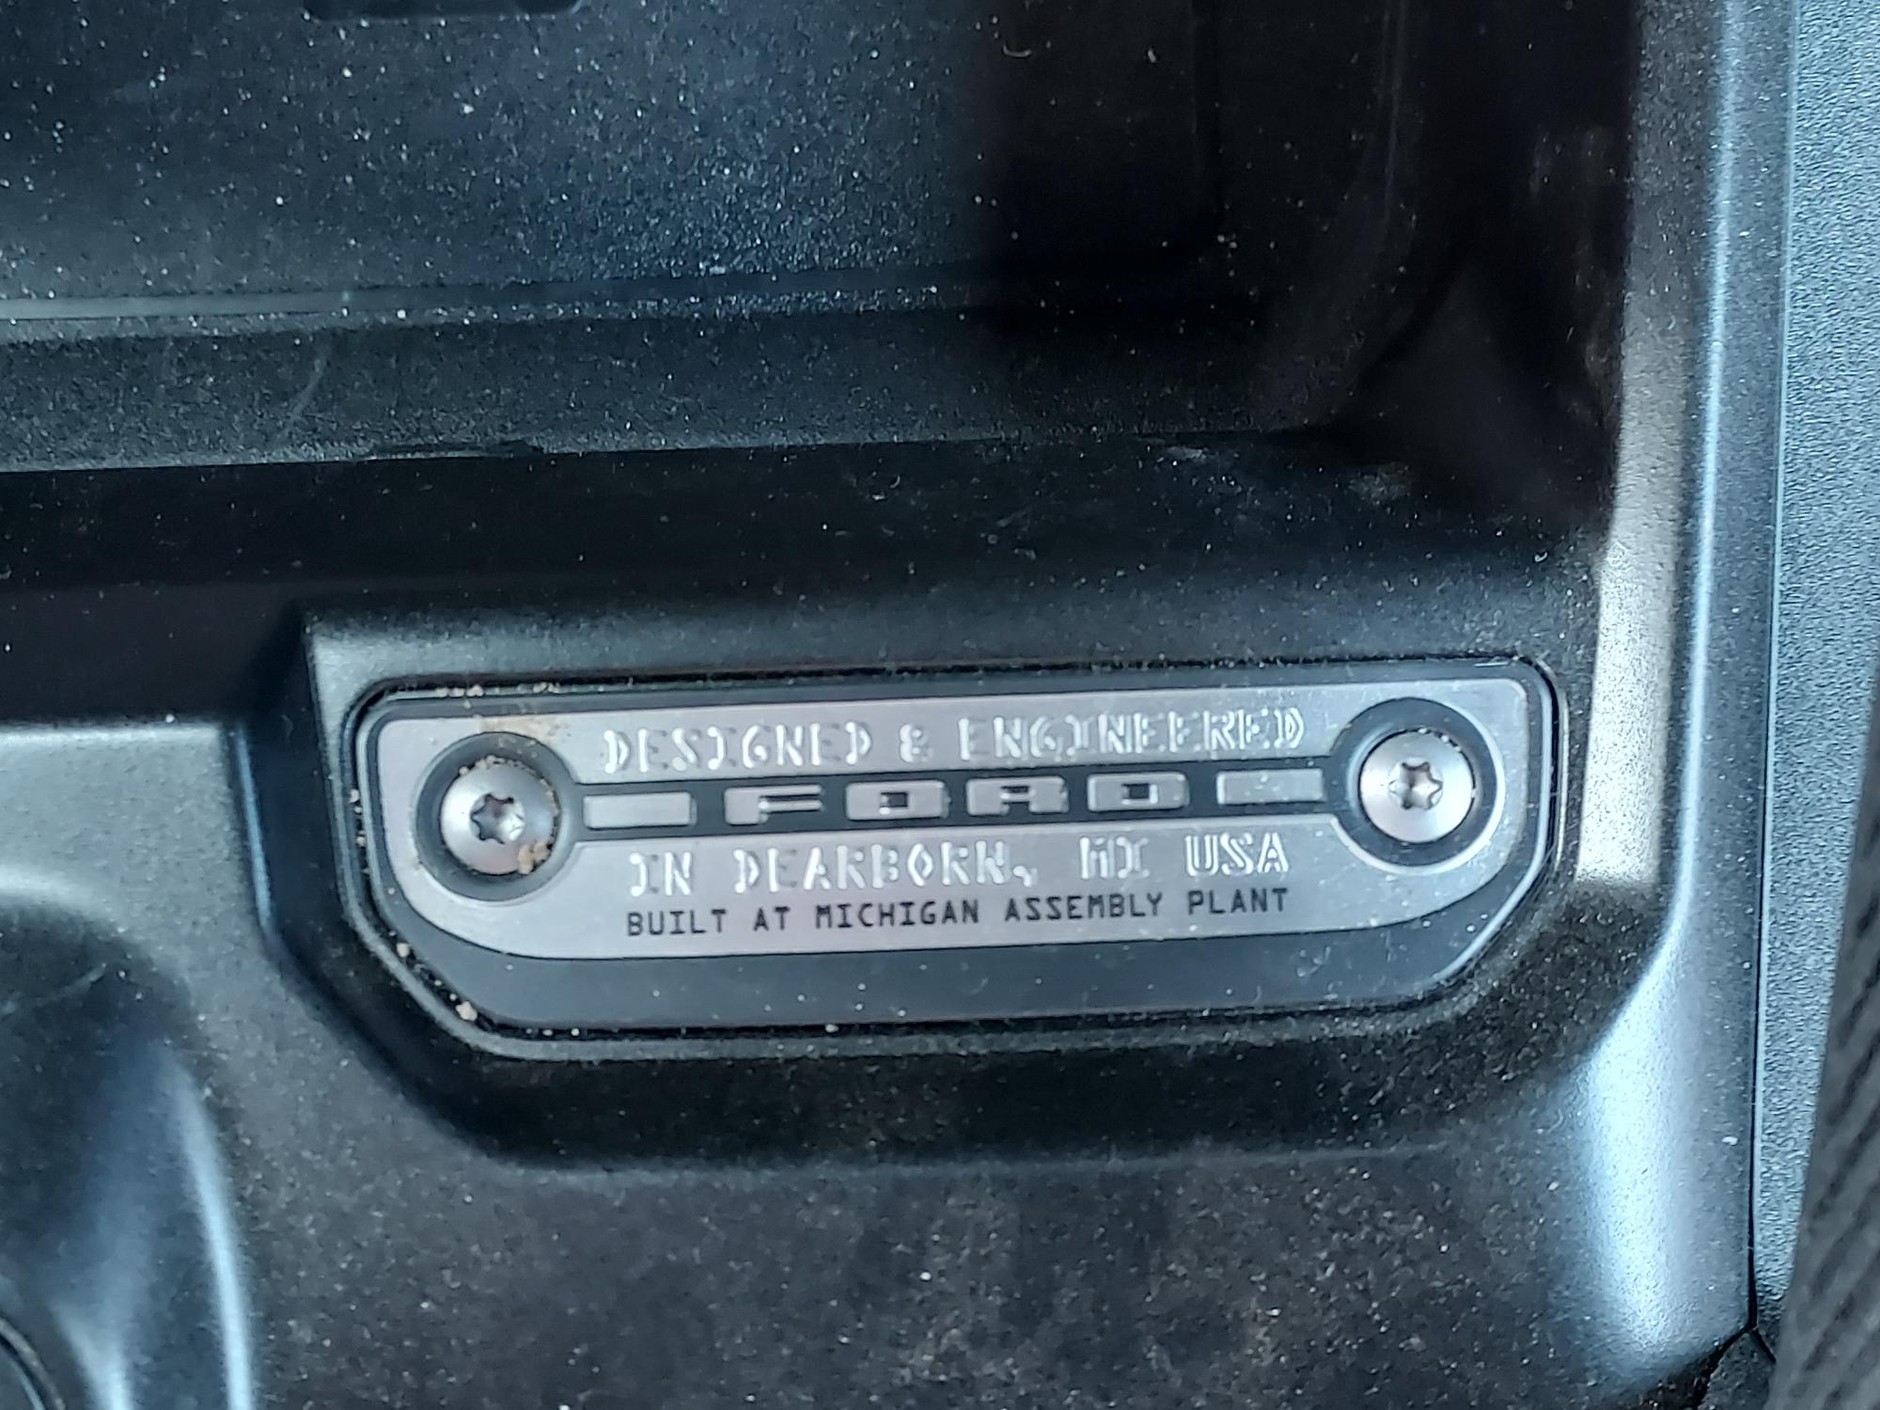 DESIGNED & ENGINEERED
FORD
IN DEARBORN, MI USA
BUILT AT MICHIGAN ASSEMBLY PLANT